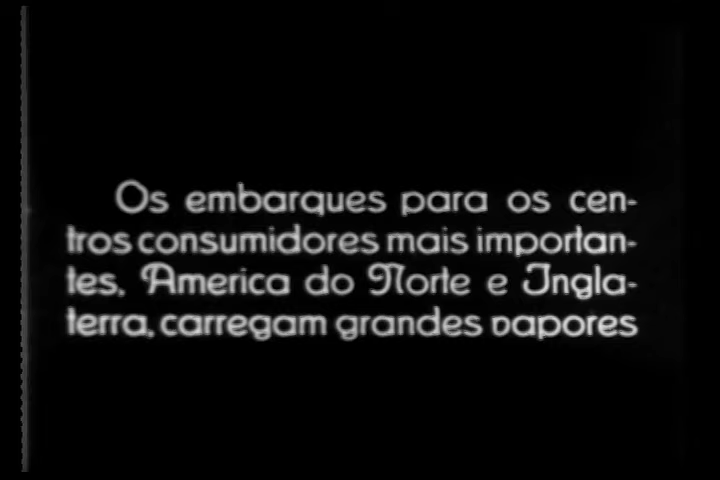 Os embarques para os cen-
tros consumidores mais importan-
tes, America do Norte e Ingla-
terra, carregam grandes vapores